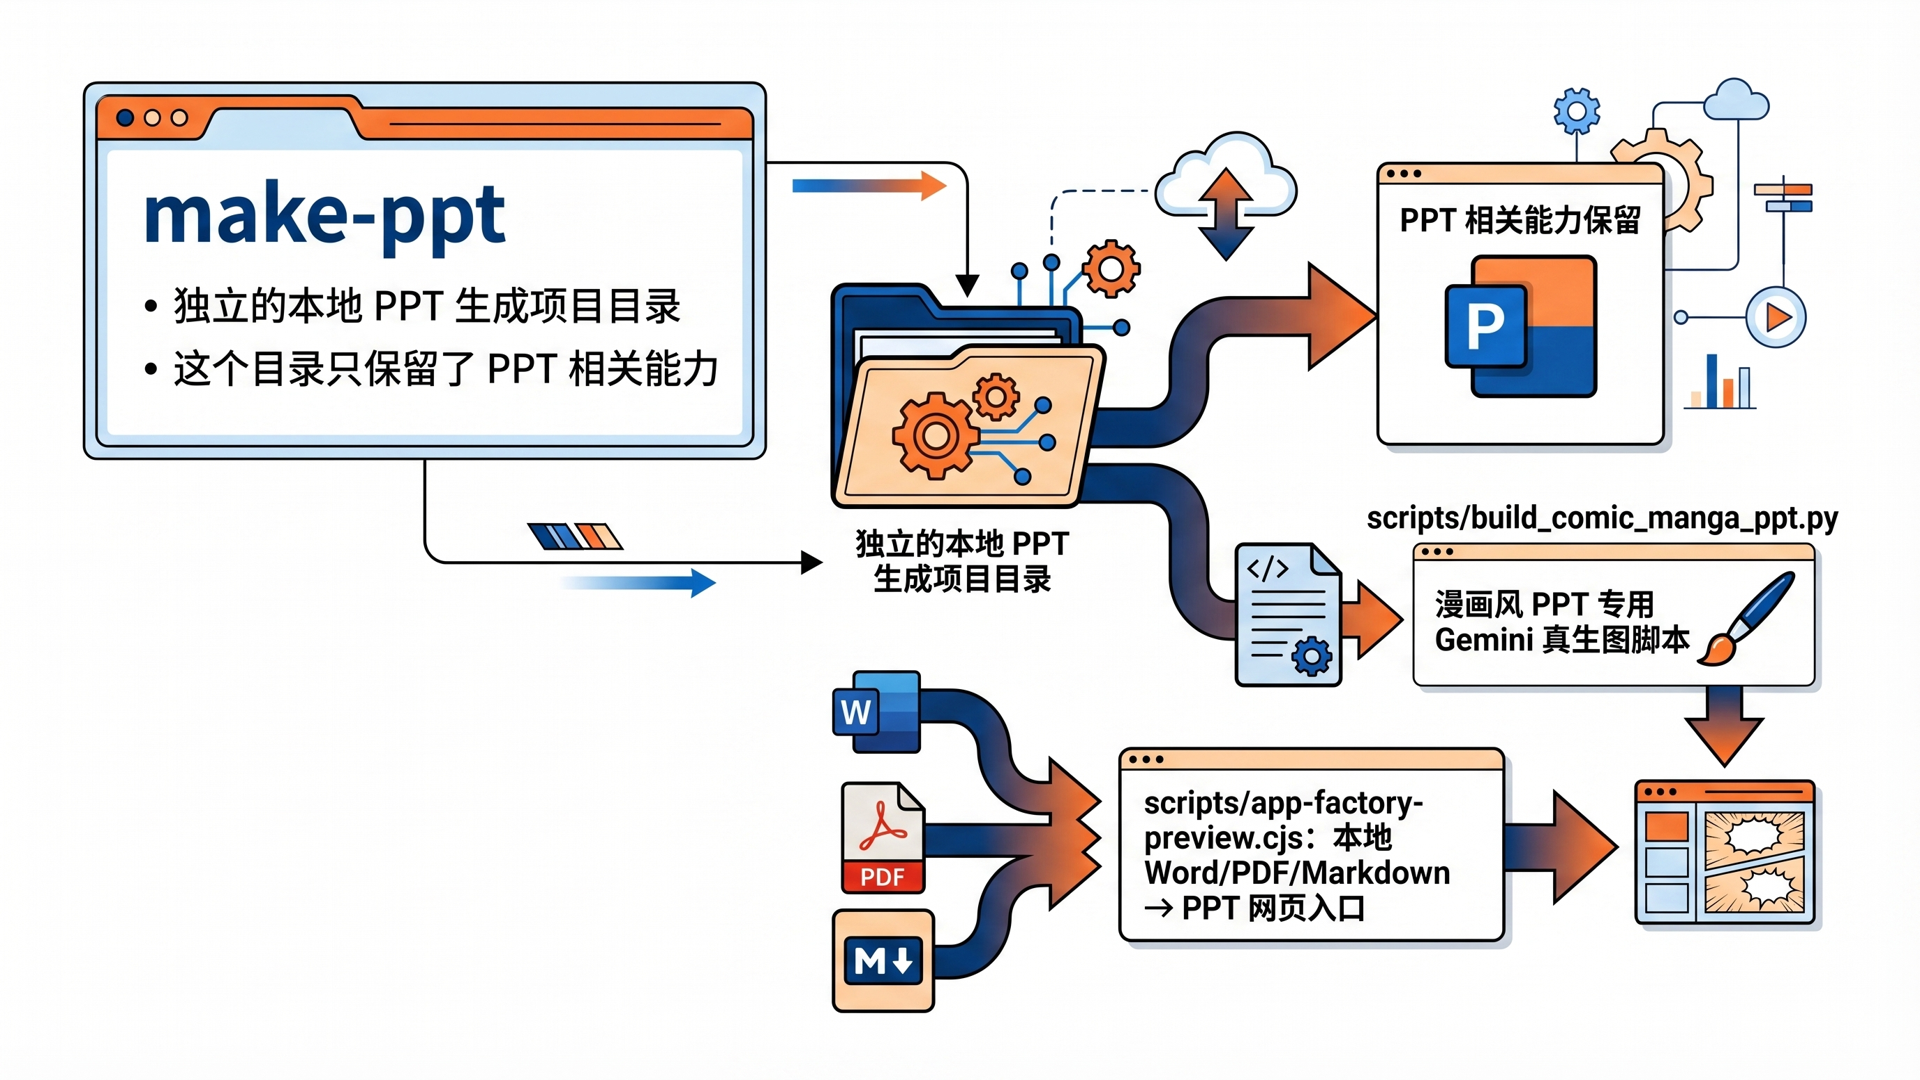 make-ppt
• 独立的本地 PPT 生成项目目录
• 这个目录只保留了 PPT 相关能力
独立的本地 PPT
生成项目目录
PPT 相关能力保留
P
scripts/build_comic_manga_ppt.py
</>
漫画风 PPT 专用
Gemini 真生图脚本
W
PDF
M↓
scripts/app-factory-
preview.cjs：本地
Word/PDF/Markdown
→ PPT 网页入口